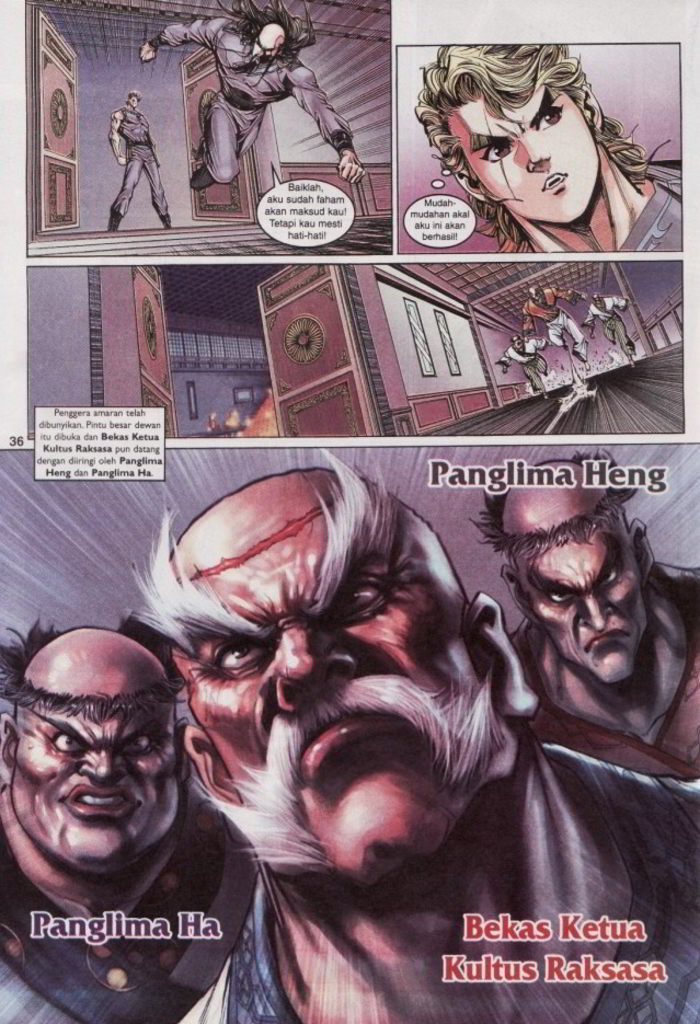 Baiklah,
aku sudah faham
akan maksud kau!
Tetapi kau mesti
hati-hati!
Mudah-
mudahan akal
aku ini akan
berhasil!
Penggera amaran telah
dibunyikan. Pintu besar dewan
itu dibuka dan Bekas Ketua
Kultus Raksasa pun datang
dengan diiringi oleh Panglima
Heng dan Panglima Ha.
36
Panglima Heng
Panglima Ha
Bekas Ketua
Kultus Raksasa